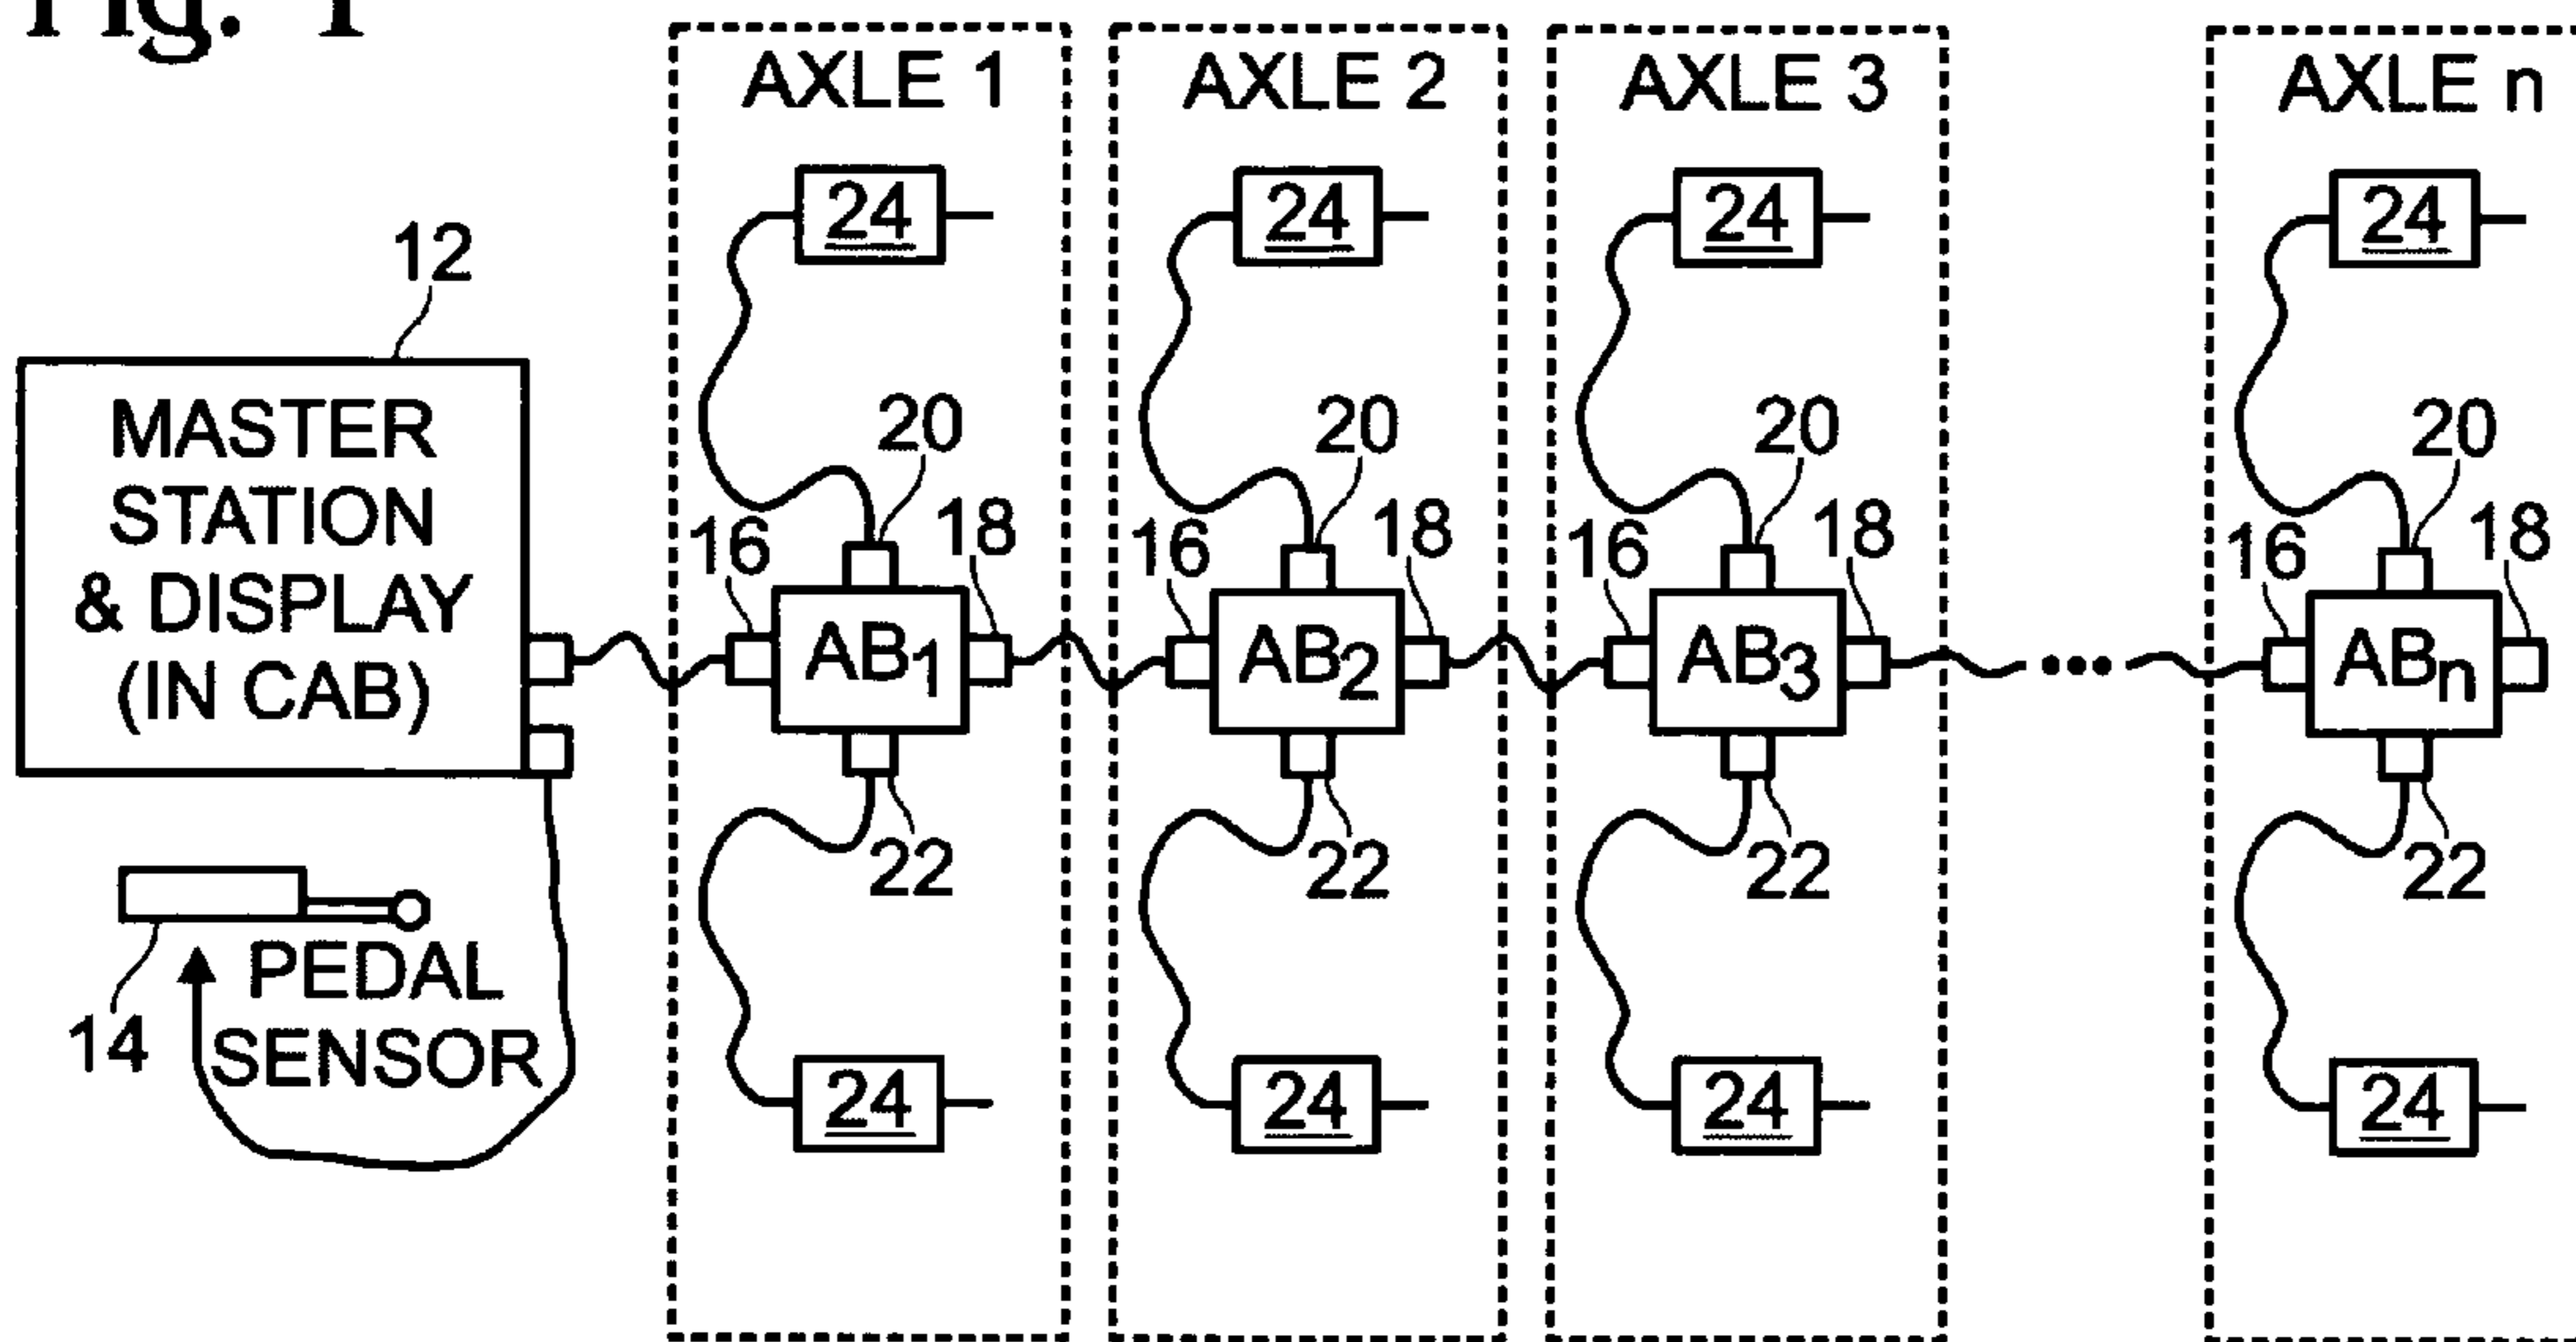 Fig. 1
AXLE 1
AXLE 2
AXLE 3
AXLE n
24
24
24
24
12
MASTER
STATION
& DISPLAY
(IN CAB)
20
20
20
20
16
18
16
18
16
18
16
18
AB1
AB2
AB3
•••
ABn
22
22
22
22
14
PEDAL
SENSOR
24
24
24
24